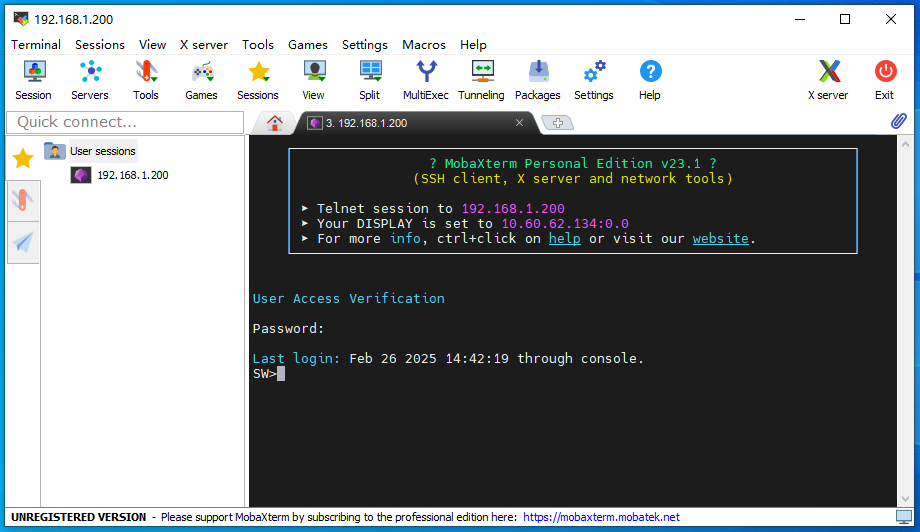 192.168.1.200
Terminal Sessions View X server Tools Games Settings Macros Help
Session Servers Tools Games Sessions View Split MultiExec Tunneling Packages Settings Help X server Exit
Quick connect...
3. 192.168.1.200
User sessions
192.168.1.200
? MobaXterm Personal Edition v23.1 ?
(SSH client, X server and network tools)
▸ Telnet session to 192.168.1.200
▸ Your DISPLAY is set to 10.60.62.134:0.0
▸ For more info, ctrl+click on help or visit our website.
User Access Verification
Password:
Last login: Feb 26 2025 14:42:19 through console.
SW>
UNREGISTERED VERSION - Please support MobaXterm by subscribing to the professional edition here: https://mobaxterm.mobatek.net